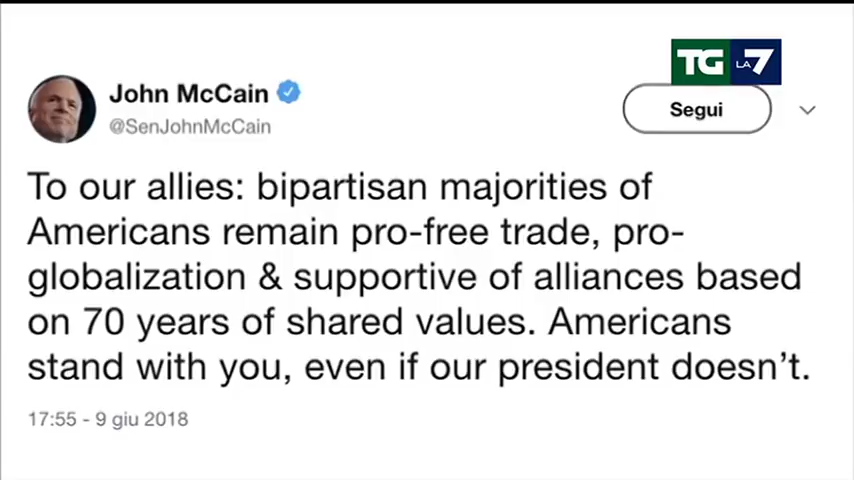 TG LA 7
John McCain
@SenJohnMcCain
Segui
To our allies: bipartisan majorities of
Americans remain pro-free trade, pro-
globalization & supportive of alliances based
on 70 years of shared values. Americans
stand with you, even if our president doesn't.
17:55 - 9 giu 2018